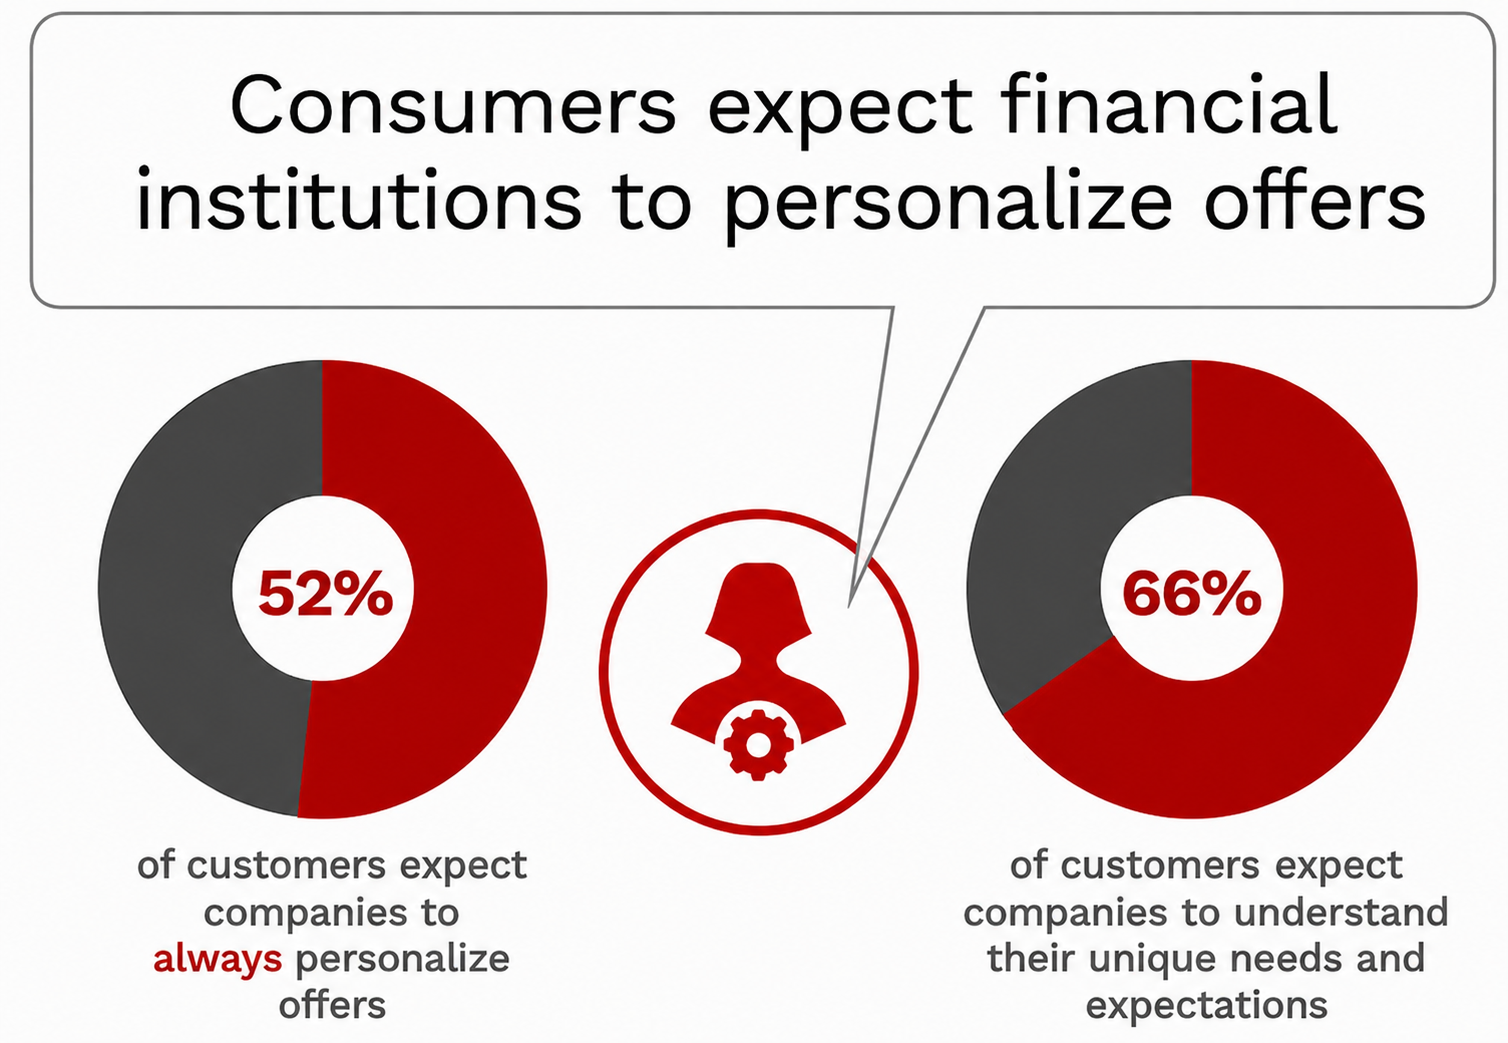 Consumers expect financial
institutions to personalize offers
52%
of customers expect
companies to
always personalize
offers
66%
of customers expect
companies to understand
their unique needs and
expectations